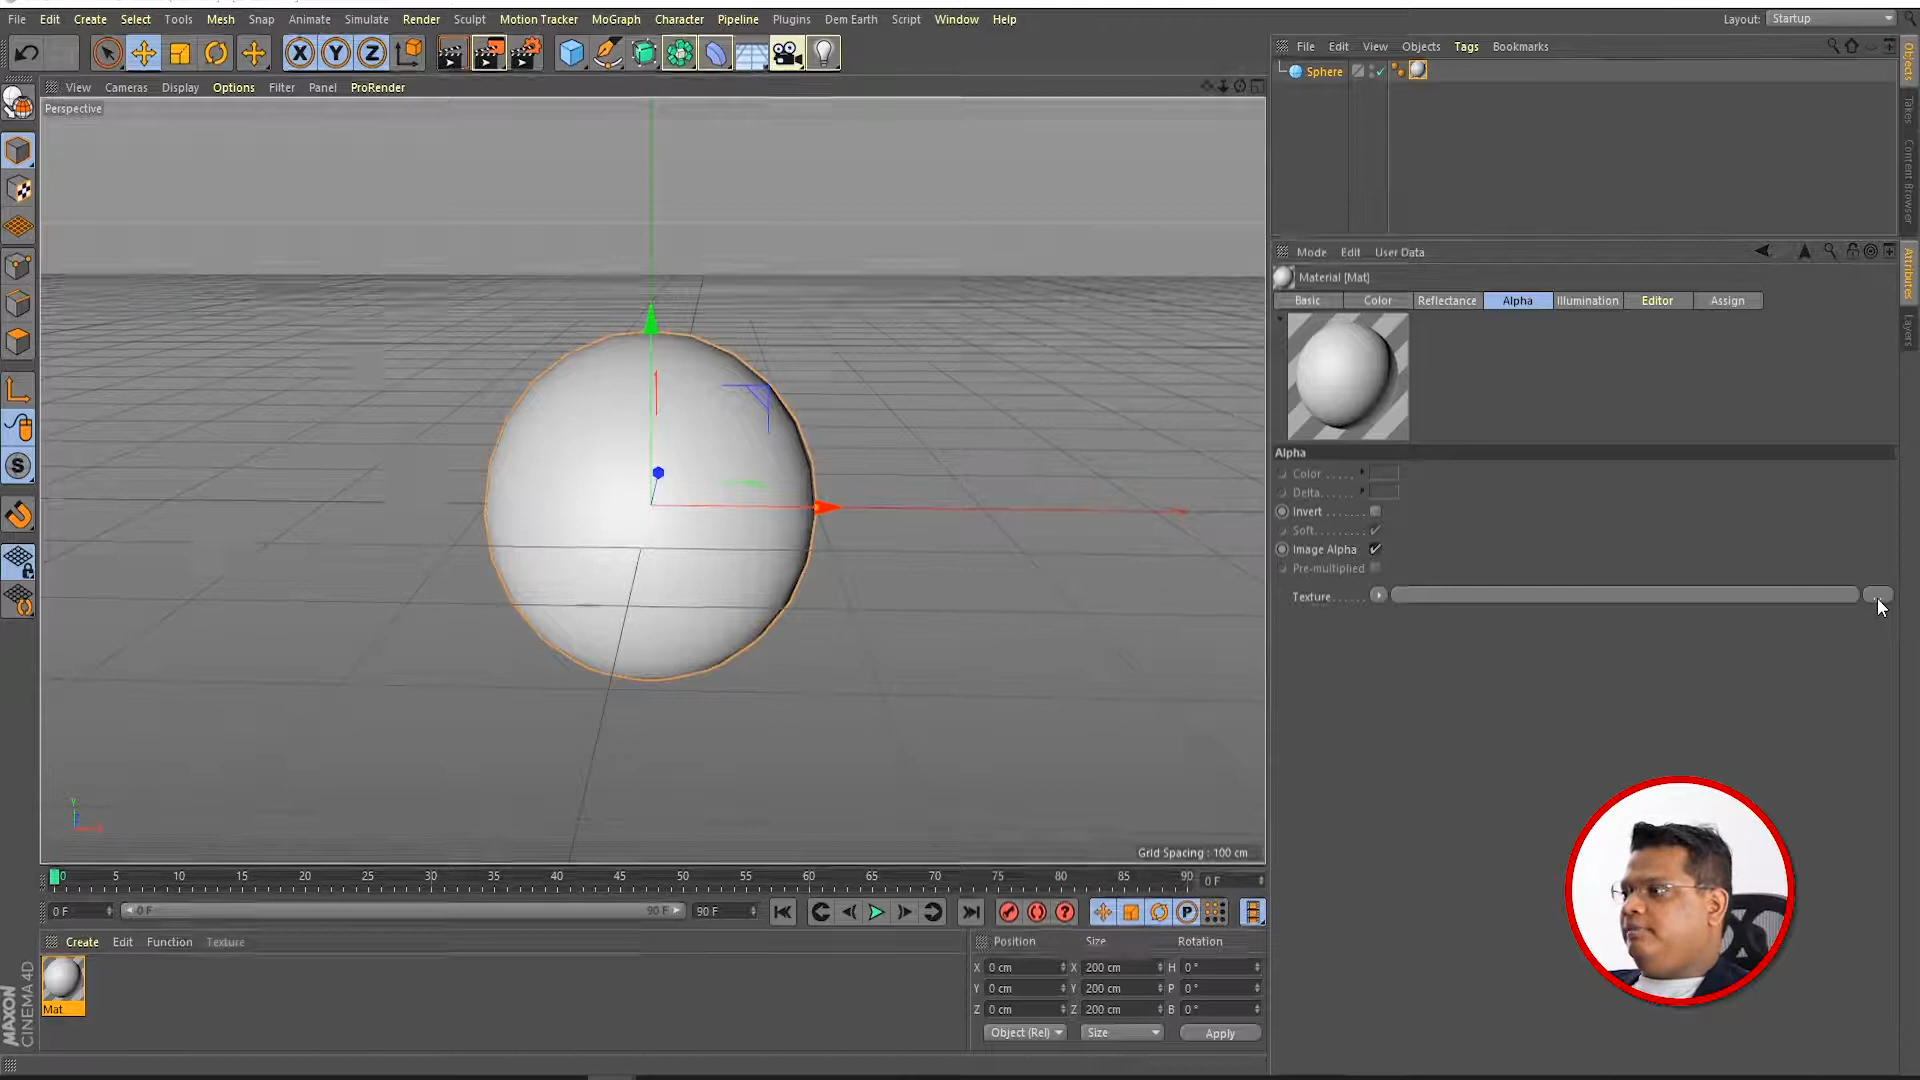 File Edit Create Select Tools Mesh Snap Animate Simulate Render Sculpt Motion Tracker MoGraph Character Pipeline Plugins Dem Earth Script Window Help
Layout: Startup
X Y Z
File Edit View Objects Tags Bookmarks
Sphere
View Cameras Display Options Filter Panel ProRender
Perspective
Objects
Takes
Content Browser
Attributes
Layers
Mode Edit User Data
Material [Mat]
Basic Color Reflectance Alpha Illumination Editor Assign
Alpha
Color
Delta
Invert
Soft
Image Alpha
Pre-multiplied
Texture
Grid Spacing : 100 cm
0 5 10 15 20 25 30 35 40 45 50 55 60 65 70 75 80 85 90 0 F
0 F 0 F 90 F 90 F
Create Edit Function Texture
Mat
Position Size Rotation
X 0 cm X 200 cm H 0 °
Y 0 cm Y 200 cm P 0 °
Z 0 cm Z 200 cm B 0 °
Object (Rel) Size Apply
MAXON
CINEMA 4D